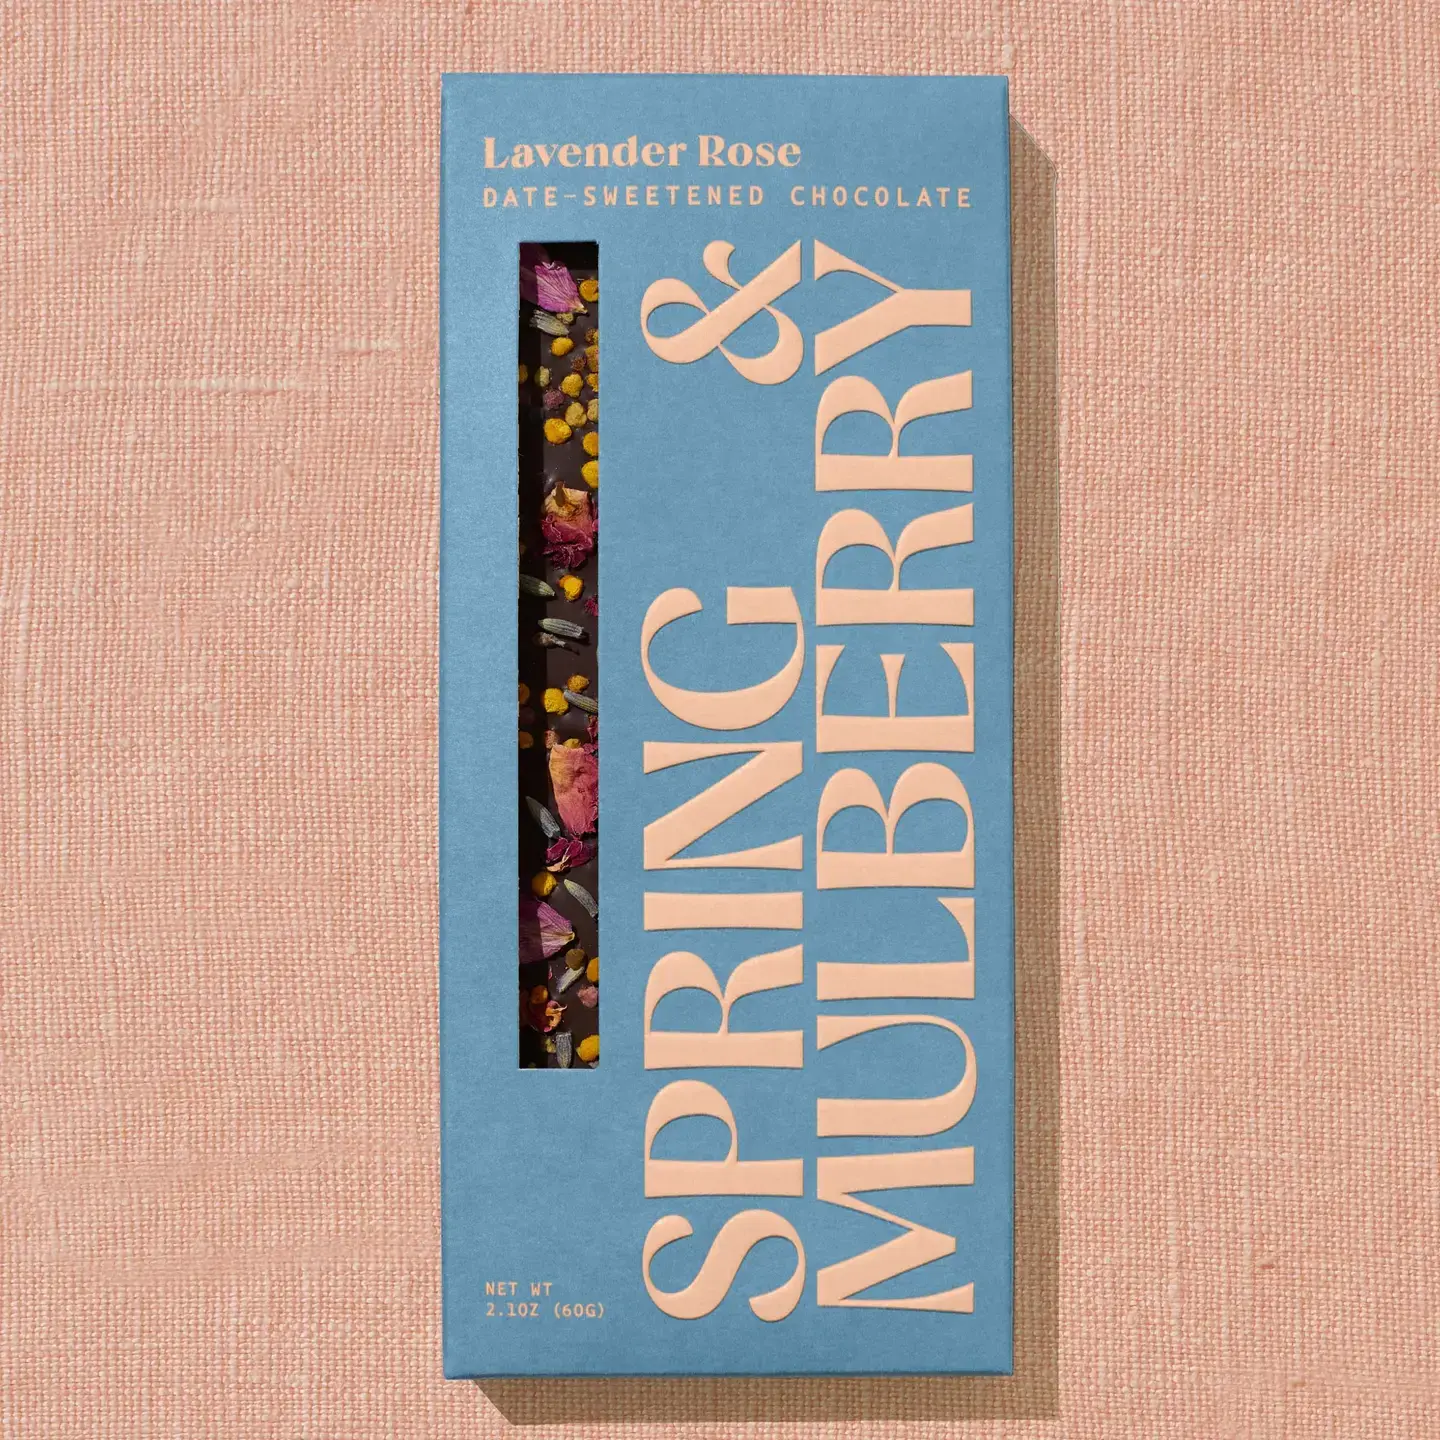 Lavender Rose
DATE-SWEETENED CHOCOLATE
SPRING &
MULBERRY
NET WT
2.1OZ (60G)